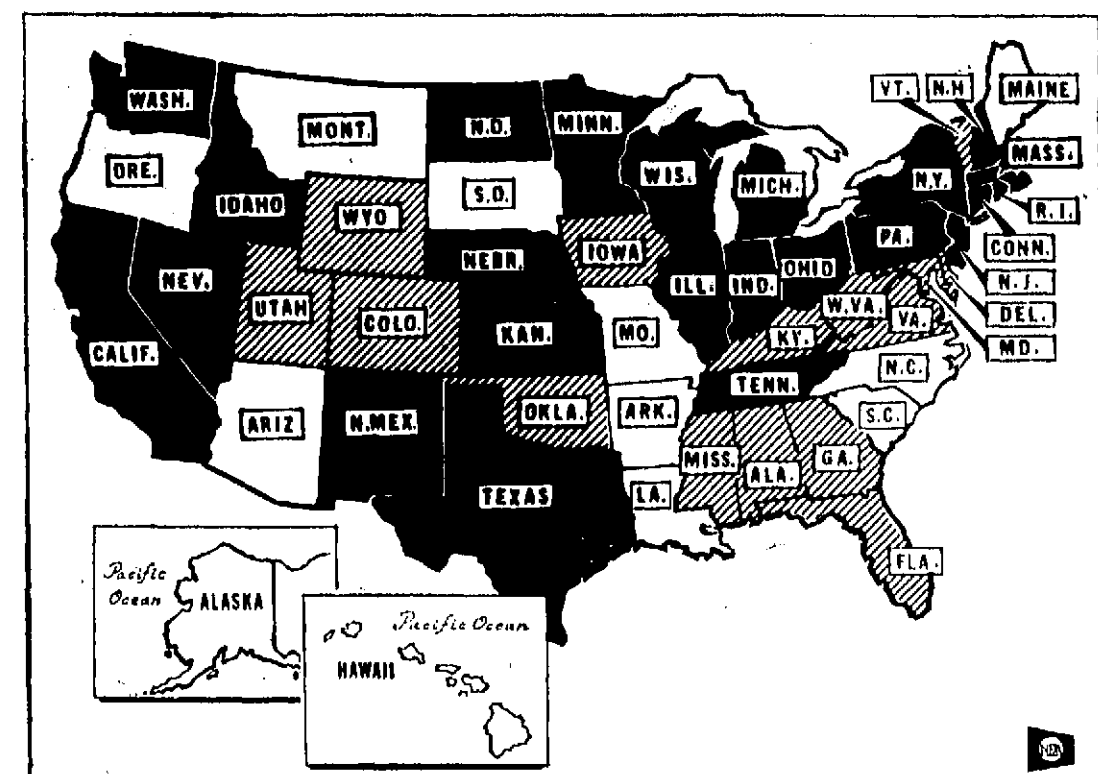 WASH.
MONT.
N.D.
MINN.
VT.
N.H
MAINE
ORE.
IDAHO
WYO
S.D.
WIS.
MICH.
N.Y.
MASS.
R.I.
CONN.
N.J.
DEL.
MD.
NEV.
UTAH
COLO.
NEBR.
IOWA
ILL.
IND.
OHIO
PA.
W.VA.
VA.
CALIF.
KAN.
MO.
KY.
N.C.
ARIZ
N.MEX.
OKLA.
ARK.
TENN.
S.C.
TEXAS
LA.
MISS.
ALA.
GA.
FLA.
Pacific
Ocean
ALASKA
Pacific Ocean
HAWAII
NEA